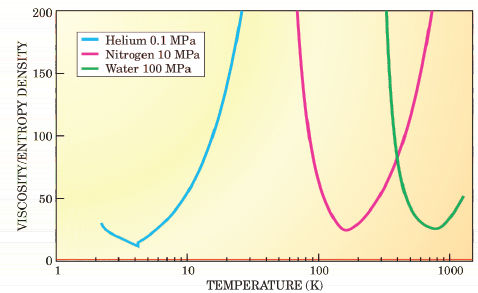 200
150
100
50
0
VISCOSITY/ENTROPY DENSITY
Helium 0.1 MPa
Nitrogen 10 MPa
Water 100 MPa
1
10
100
1000
TEMPERATURE (K)